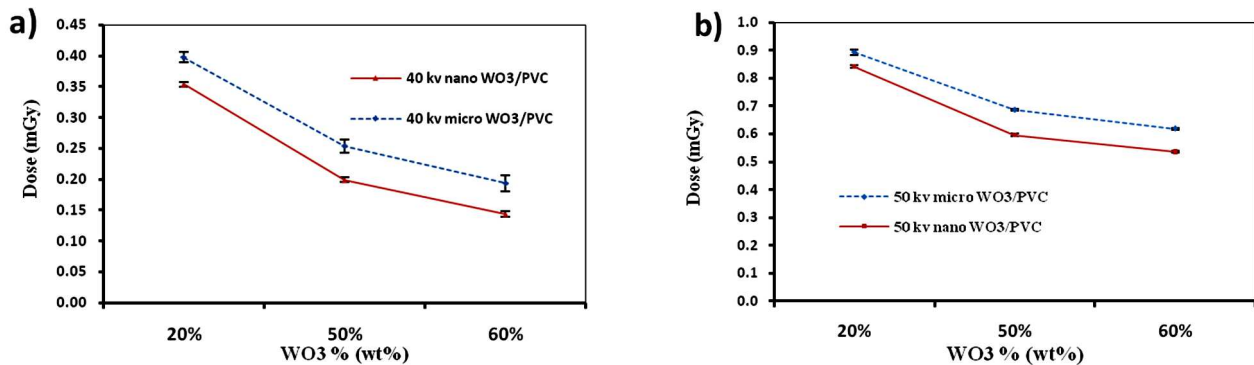 a)
0.45
0.40
0.35
0.30
0.25
0.20
0.15
0.10
0.05
0.00
Dose (mGy)
40 kv nano WO3/PVC
40 kv micro WO3/PVC
20% 50% 60%
WO3 % (wt%)
b)
1.0
0.9
0.8
0.7
0.6
0.5
0.4
0.3
0.2
0.1
0.0
Dose (mGy)
50 kv micro WO3/PVC
50 kv nano WO3/PVC
20% 50% 60%
WO3 % (wt%)